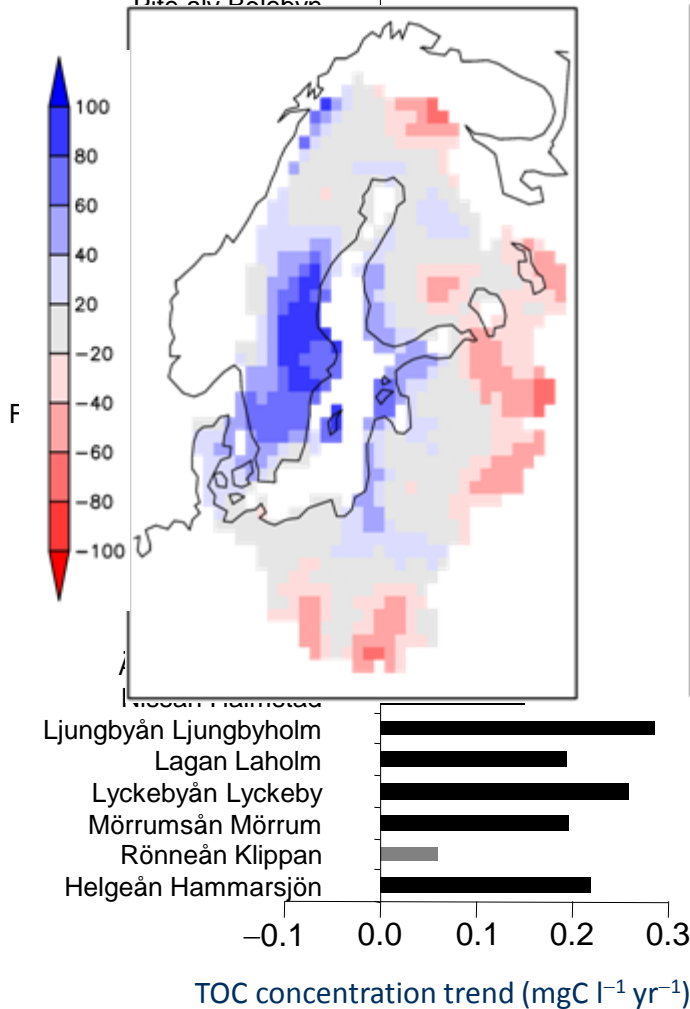 100
80
60
40
20
−20
−40
−60
−80
−100
Nissan Halmstad
Ljungbyån Ljungbyholm
Lagan Laholm
Lyckebyån Lyckeby
Mörrumsån Mörrum
Rönneån Klippan
Helgeån Hammarsjön
−0.1 0.0 0.1 0.2 0.3
TOC concentration trend (mgC l⁻¹ yr⁻¹)